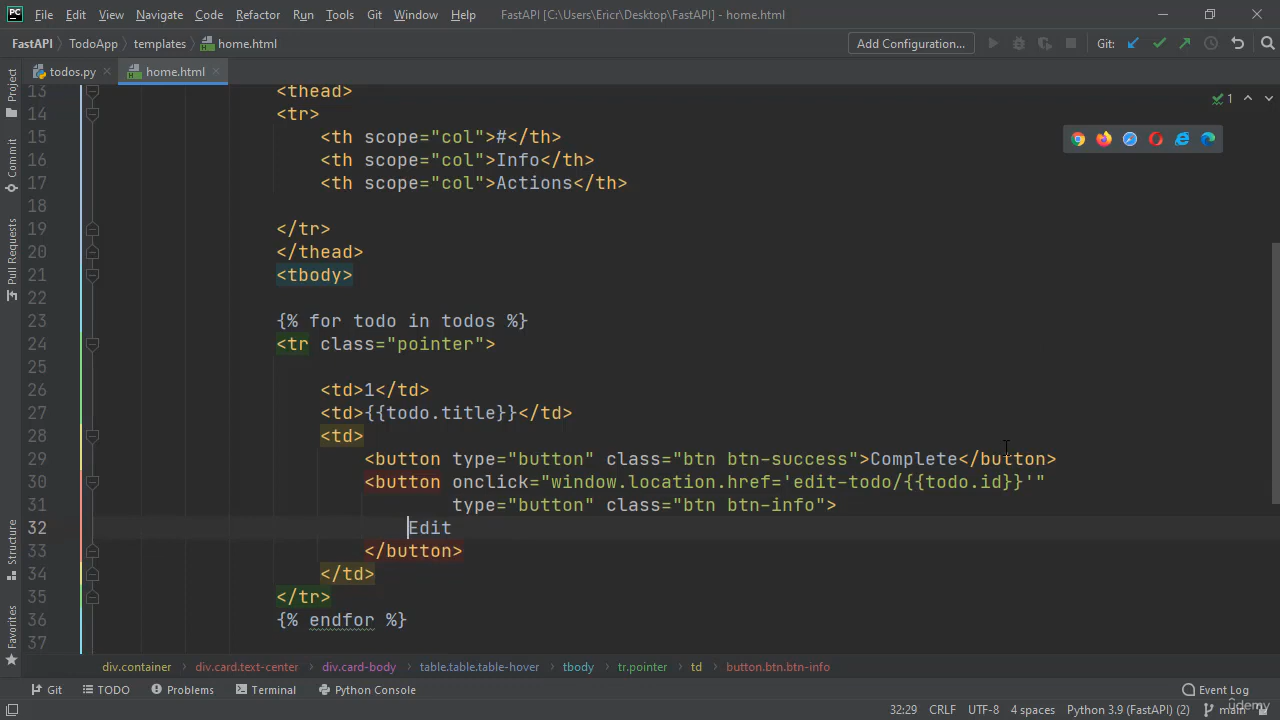 PC File Edit View Navigate Code Refactor Run Tools Git Window Help FastAPI [C:\Users\Ericr\Desktop\FastAPI] - home.html
FastAPI TodoApp templates home.html Add Configuration... Git:
todos.py home.html
Project
Commit
Pull Requests
Structure
Favorites
1
13 <thead>
14 <tr>
15 <th scope="col">#</th>
16 <th scope="col">Info</th>
17 <th scope="col">Actions</th>
18
19 </tr>
20 </thead>
21 <tbody>
22
23 {% for todo in todos %}
24 <tr class="pointer">
25
26 <td>1</td>
27 <td>{{todo.title}}</td>
28 <td>
29 <button type="button" class="btn btn-success">Complete</button>
30 <button onclick="window.location.href='edit-todo/{{todo.id}}'"
31 type="button" class="btn btn-info">
32 Edit
33 </button>
34 </td>
35 </tr>
36 {% endfor %}
37
div.container div.card.text-center div.card-body table.table.table-hover tbody tr.pointer td button.btn.btn-info
Git TODO Problems Terminal Python Console Event Log
32:29 CRLF UTF-8 4 spaces Python 3.9 (FastAPI) (2) main
udemy